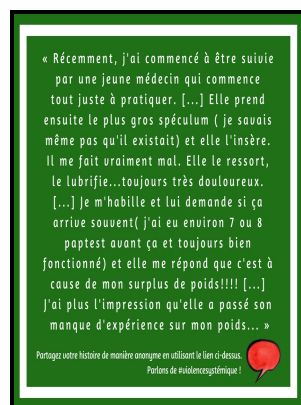 « Récemment, j'ai commencé à être suivie
par une jeune médecin qui commence
tout juste à pratiquer. [...] Elle prend
ensuite le plus gros spéculum ( je savais
même pas qu'il existait) et elle l'insère.
Il me fait vraiment mal. Elle le ressort,
le lubrifie...toujours très douloureux.
[...] Je m'habille et lui demande si ça
arrive souvent( j'ai eu environ 7 ou 8
paptest avant ça et toujours bien
fonctionné) et elle me répond que c'est à
cause de mon surplus de poids!!!! [...]
J'ai plus l'impression qu'elle a passé son
manque d'expérience sur mon poids... »
Partagez votre histoire de manière anonyme en utilisant le lien ci-dessus.
Parlons de #violencesystémique !